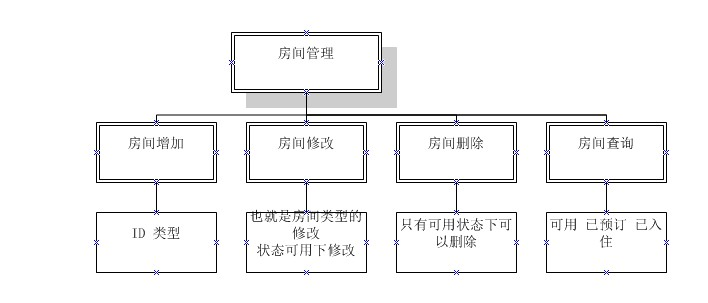 房间管理
房间增加
房间修改
房间删除
房间查询
ID 类型
也就是房间类型的
修改
状态可用下修改
只有可用状态下可
以删除
可用 已预订 已入
住